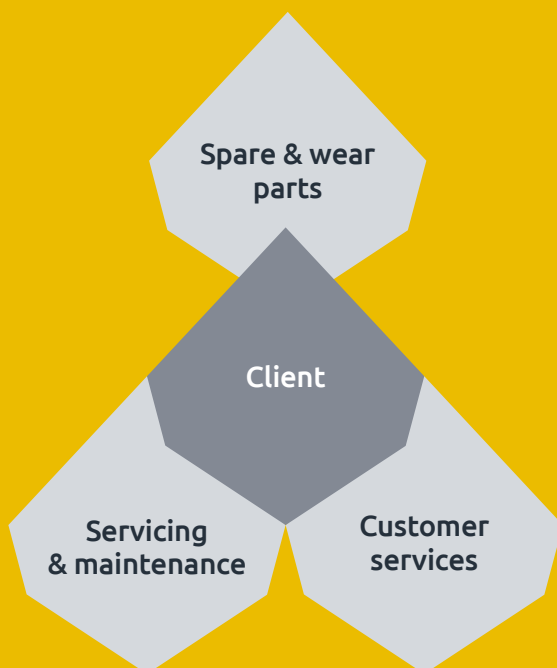 Spare & wear
parts
Client
Servicing
& maintenance
Customer
services